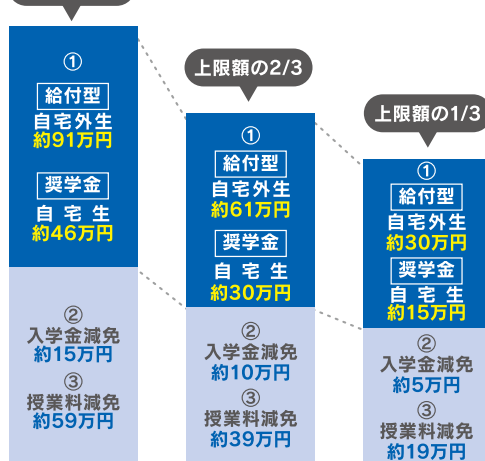 ①
給付型
自宅外生
約91万円
奨学金
自宅生
約46万円
②
入学金減免
約15万円
③
授業料減免
約59万円
上限額の2/3
①
給付型
自宅外生
約61万円
奨学金
自宅生
約30万円
②
入学金減免
約10万円
③
授業料減免
約39万円
上限額の1/3
①
給付型
自宅外生
約30万円
奨学金
自宅生
約15万円
②
入学金減免
約5万円
③
授業料減免
約19万円